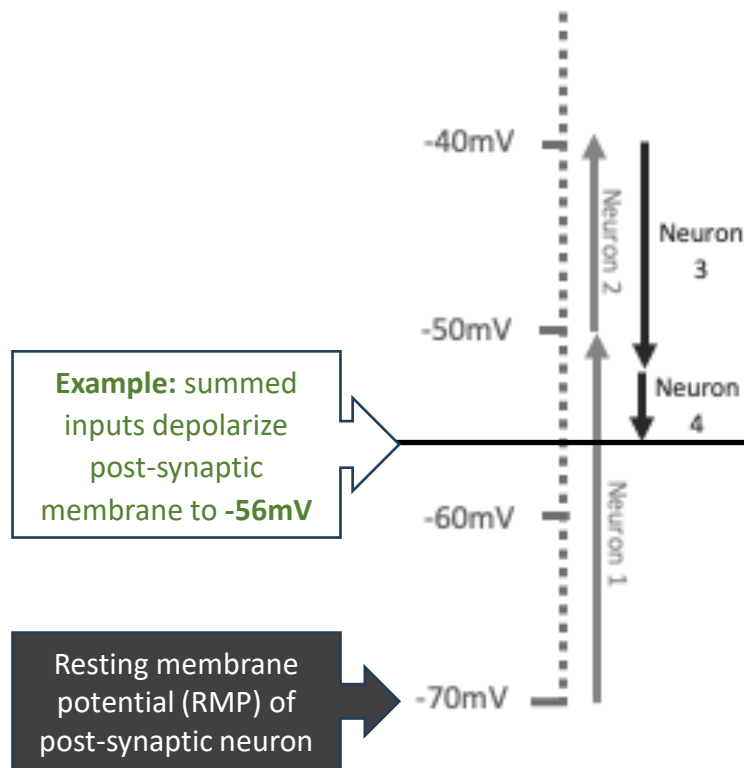 -40mV
Neuron 2
Neuron
3
-50mV
Example: summed
inputs depolarize
post-synaptic
membrane to -56mV
Neuron
4
-60mV
Neuron 1
Resting membrane
potential (RMP) of
post-synaptic neuron
-70mV